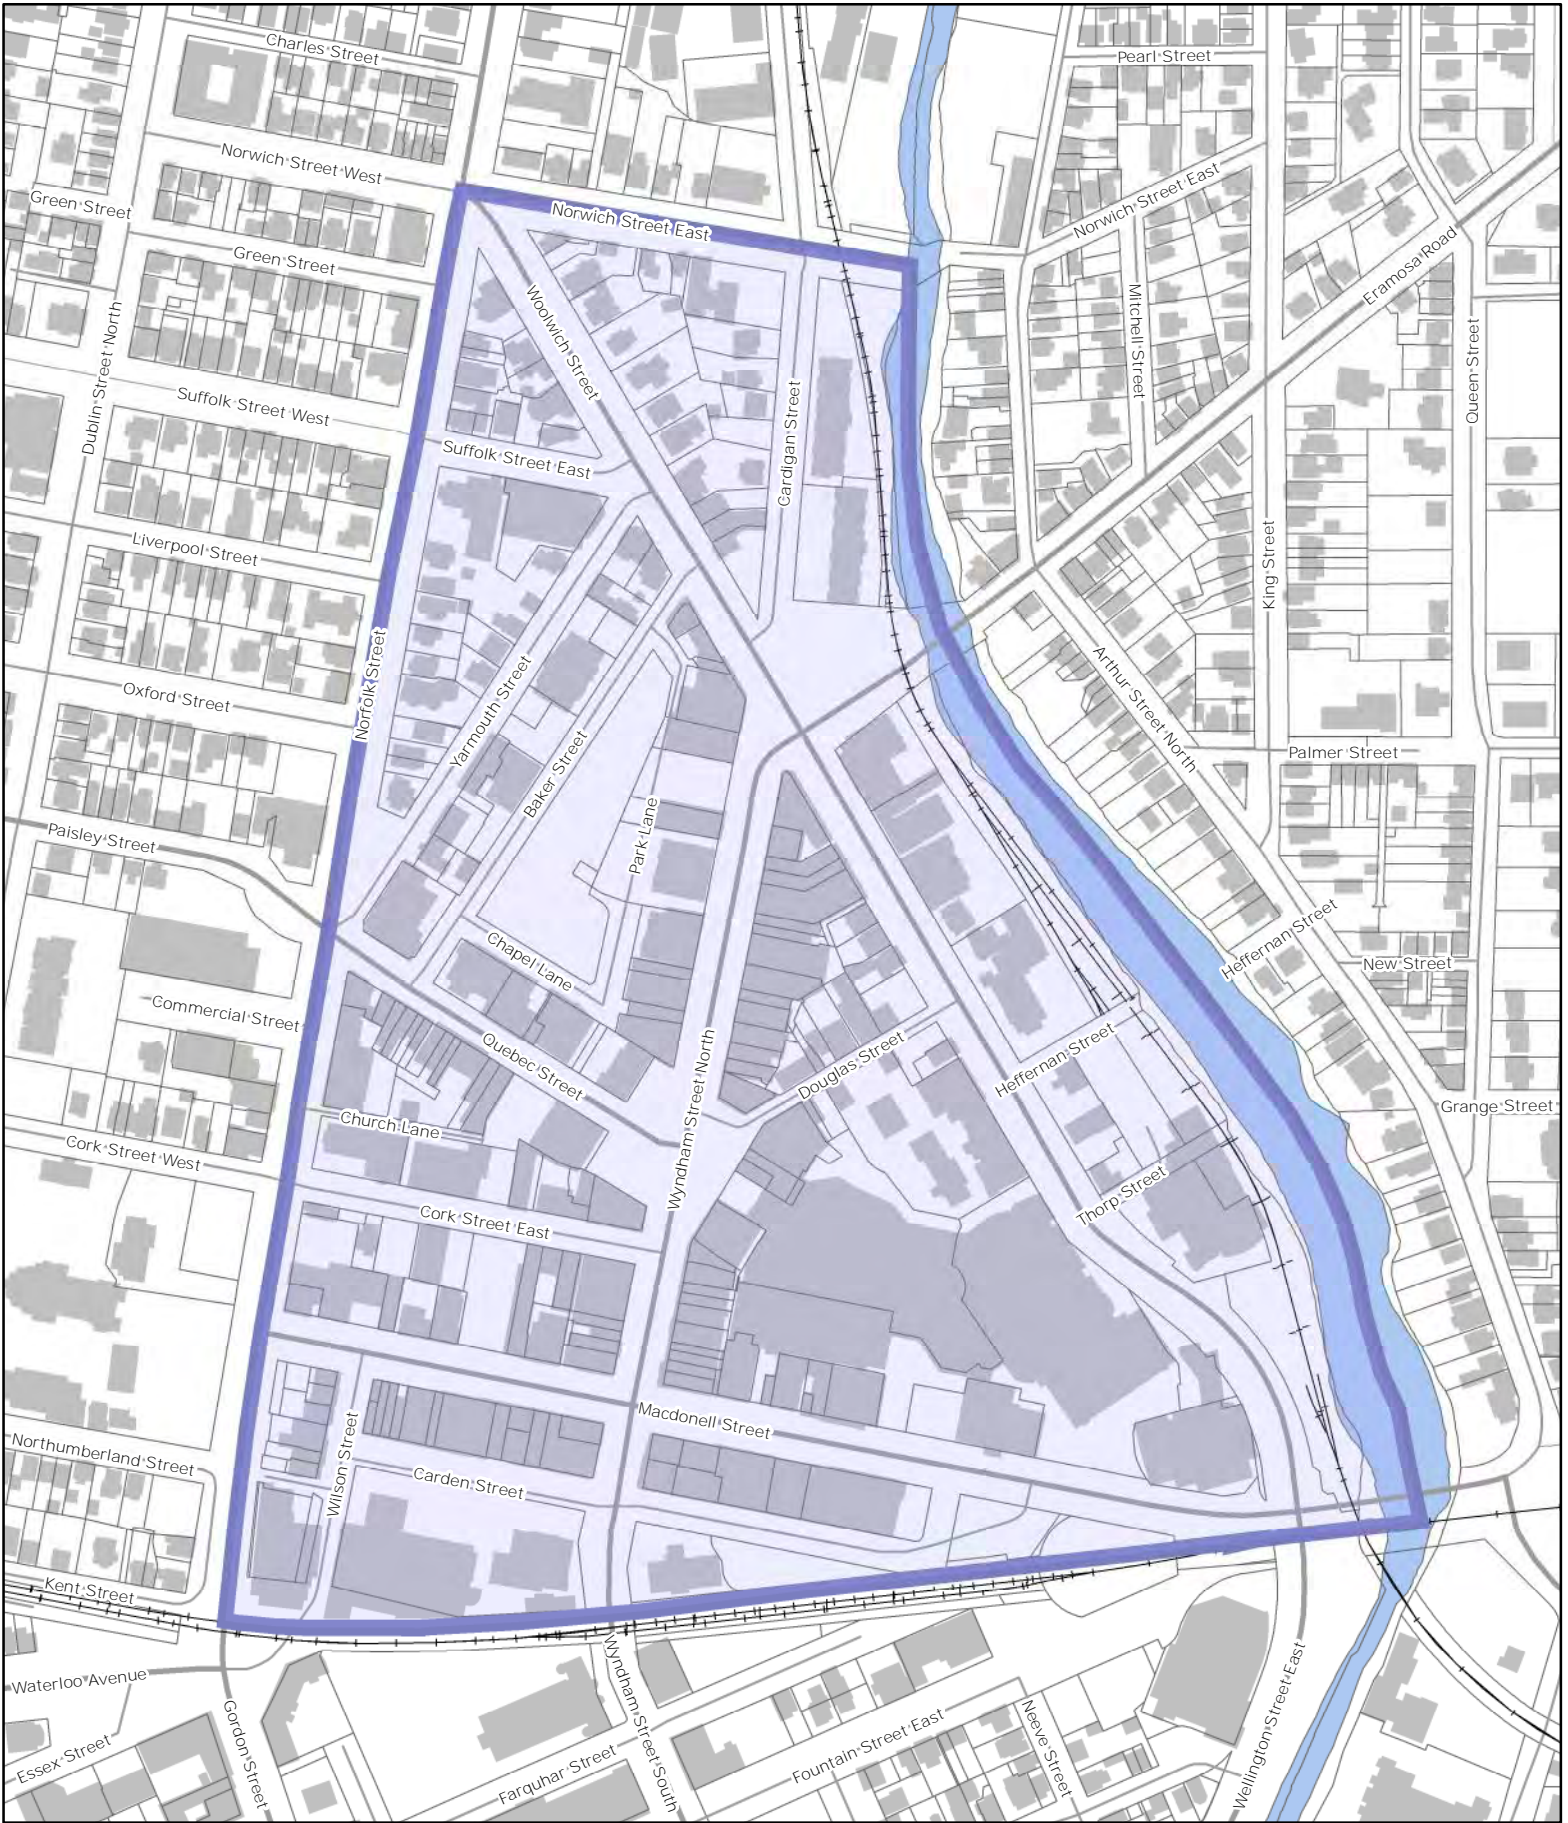 Charles Street
Pearl Street
Norwich Street West
Green Street
Norwich Street East
Norwich Street East
Green Street
Eramosa Road
Woolwich Street
Mitchell Street
Dublin Street North
Queen Street
Suffolk Street West
Cardigan Street
Suffolk Street East
Liverpool Street
King Street
Norfolk Street
Oxford Street
Yarmouth Street
Arthur Street North
Baker Street
Palmer Street
Park Lane
Paisley Street
Heffernan Street
Chapel Lane
New Street
Commercial Street
Quebec Street
Wyndham Street North
Douglas Street
Heffernan Street
Grange Street
Church Lane
Cork Street West
Thorp Street
Cork Street East
Macdonell Street
Northumberland Street
Wilson Street
Carden Street
Kent Street
Waterloo Avenue
Wyndham Street South
Wellington Street East
Gordon Street
Neeve Street
Fountain Street East
Essex Street
Farquhar Street